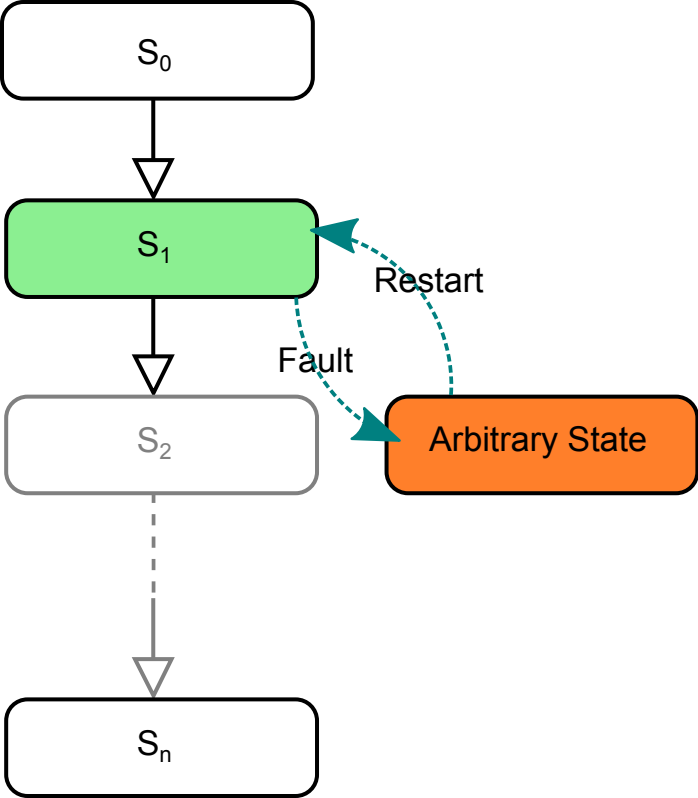 S₀
S₁
Restart
Fault
S₂
Arbitrary State
Sₙ